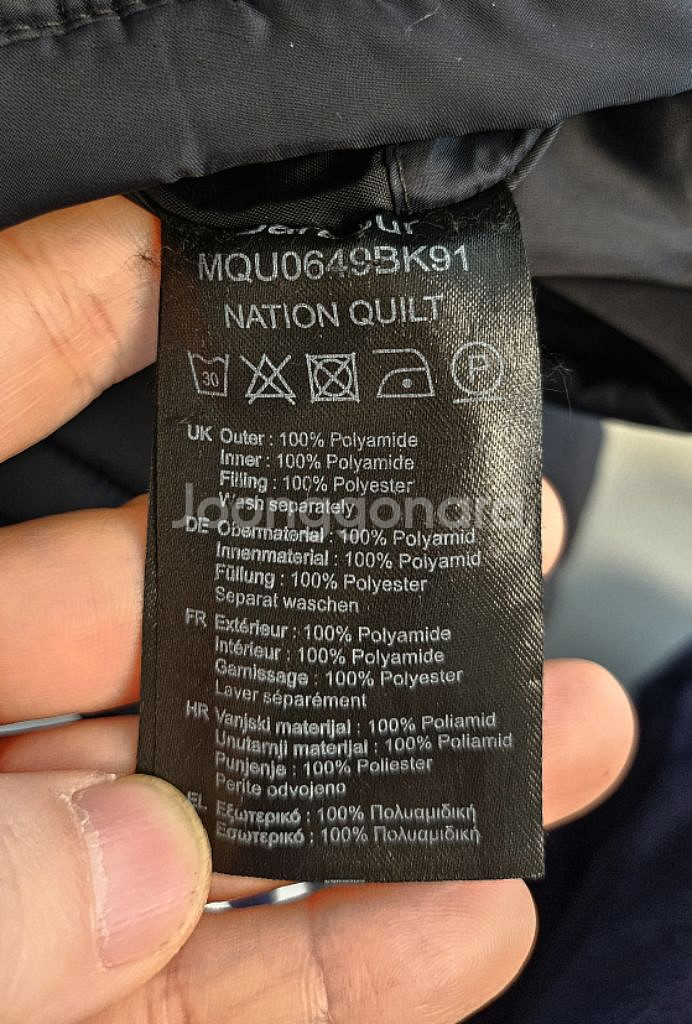 Barbour
MQU0649BK91
NATION QUILT
30
P
UK Outer : 100% Polyamide
Inner : 100% Polyamide
Filling : 100% Polyester
Wash separately
Joonggonara
DE Obermaterial : 100% Polyamid
Innenmaterial : 100% Polyamid
Füllung : 100% Polyester
Separat waschen
FR Extérieur : 100% Polyamide
Intérieur : 100% Polyamide
Garnissage : 100% Polyester
Laver séparément
HR Vanjski materijal : 100% Poliamid
Unutarnji materijal : 100% Poliamid
Punjenje : 100% Poliester
Perite odvojeno
EL Εξωτερικό : 100% Πολυαμιδική
Εσωτερικό : 100% Πολυαμιδική